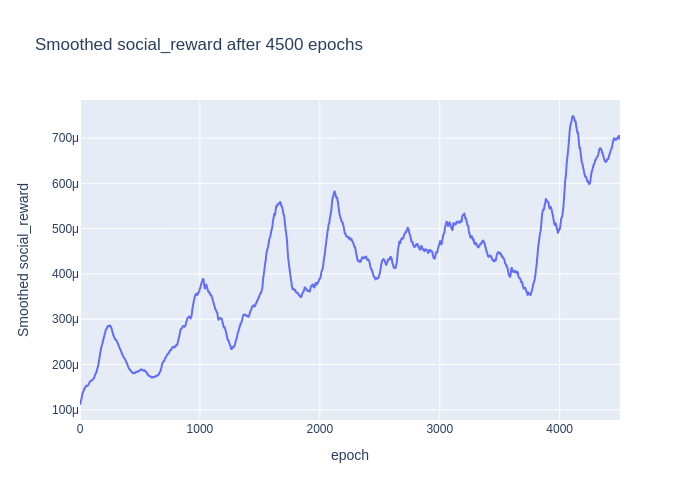 Smoothed social_reward after 4500 epochs
Smoothed social_reward
700μ
600μ
500μ
400μ
300μ
200μ
100μ
0 1000 2000 3000 4000
epoch